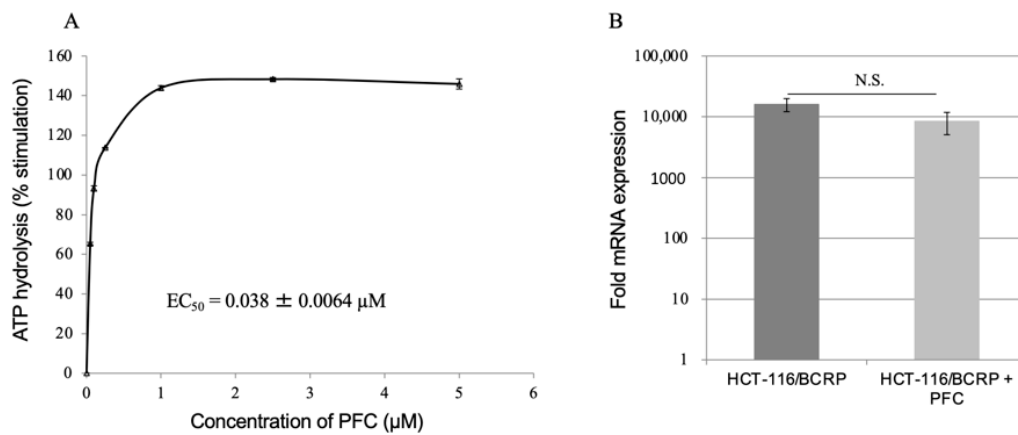 A
ATP hydrolysis (% stimulation)
160
140
120
100
80
60
40
20
0
EC50 = 0.038 ± 0.0064 µM
0 1 2 3 4 5 6
Concentration of PFC (µM)
B
Fold mRNA expression
100,000
10,000
1000
100
10
1
N.S.
HCT-116/BCRP HCT-116/BCRP +
PFC